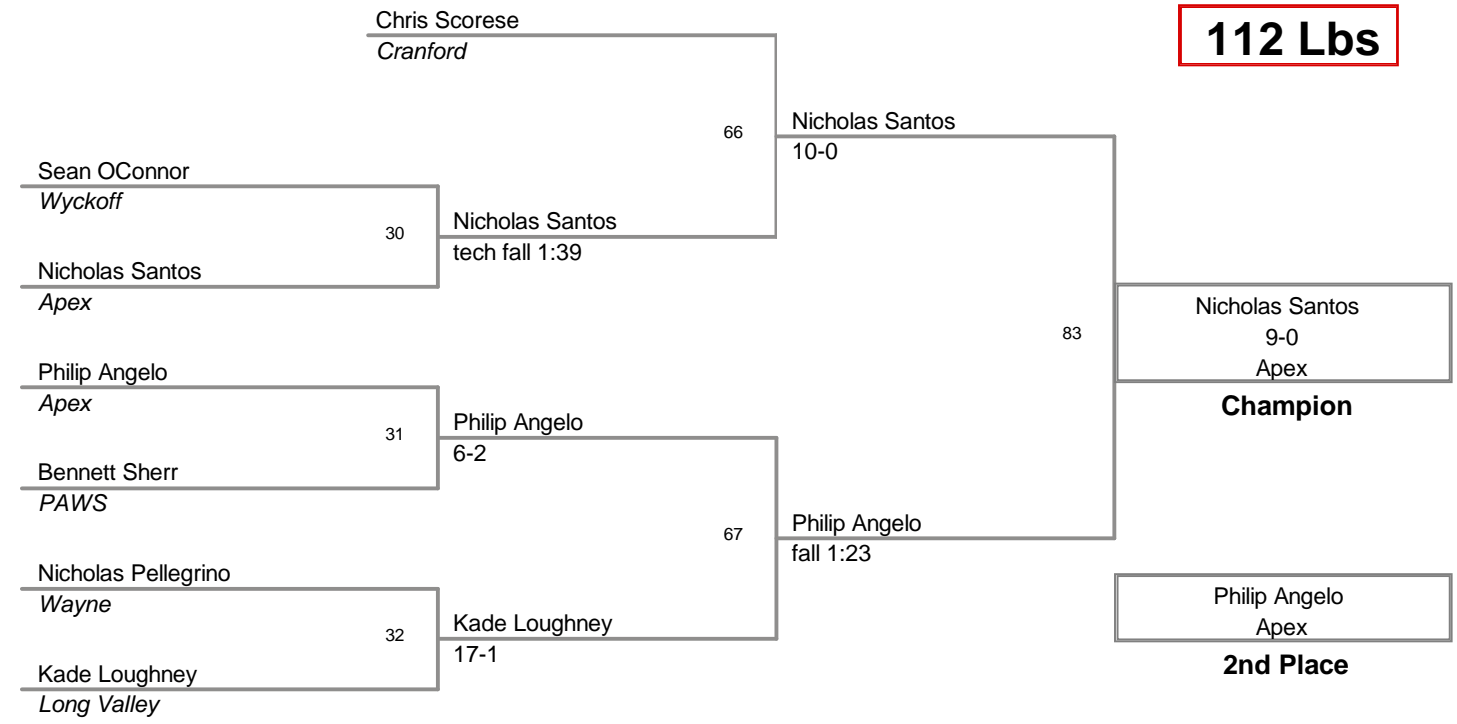 Chris Scorese
Cranford
112 Lbs
66
Nicholas Santos
10-0
Sean OConnor
Wyckoff
30
Nicholas Santos
tech fall 1:39
Nicholas Santos
Apex
83
Nicholas Santos
9-0
Apex
Champion
Philip Angelo
Apex
31
Philip Angelo
6-2
Bennett Sherr
PAWS
67
Philip Angelo
fall 1:23
Nicholas Pellegrino
Wayne
32
Kade Loughney
17-1
Kade Loughney
Long Valley
Philip Angelo
Apex
2nd Place